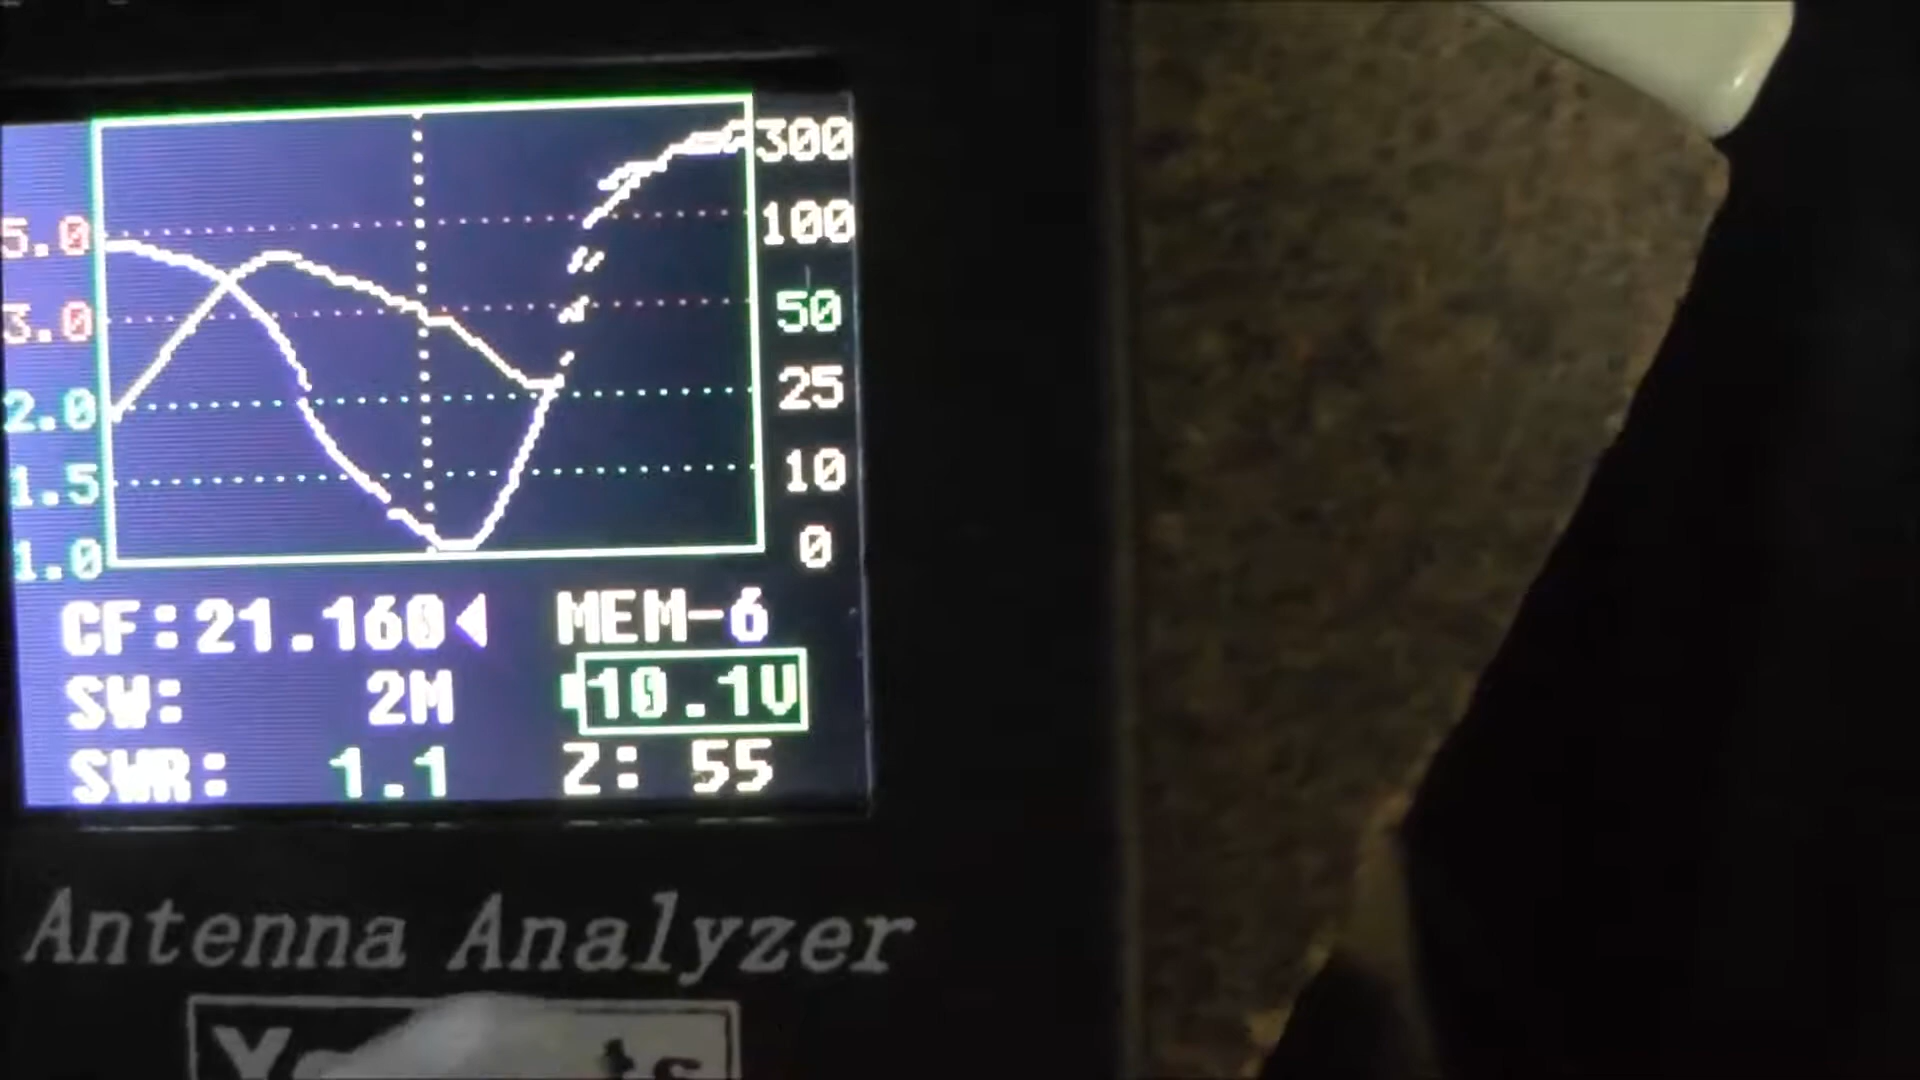 300
5.0 100
3.0 50
2.0 25
1.5 10
1.0 0
CF:21.160◄ MEM-6
SW: 2M 10.1V
SWR: 1.1 Z: 55
Antenna Analyzer